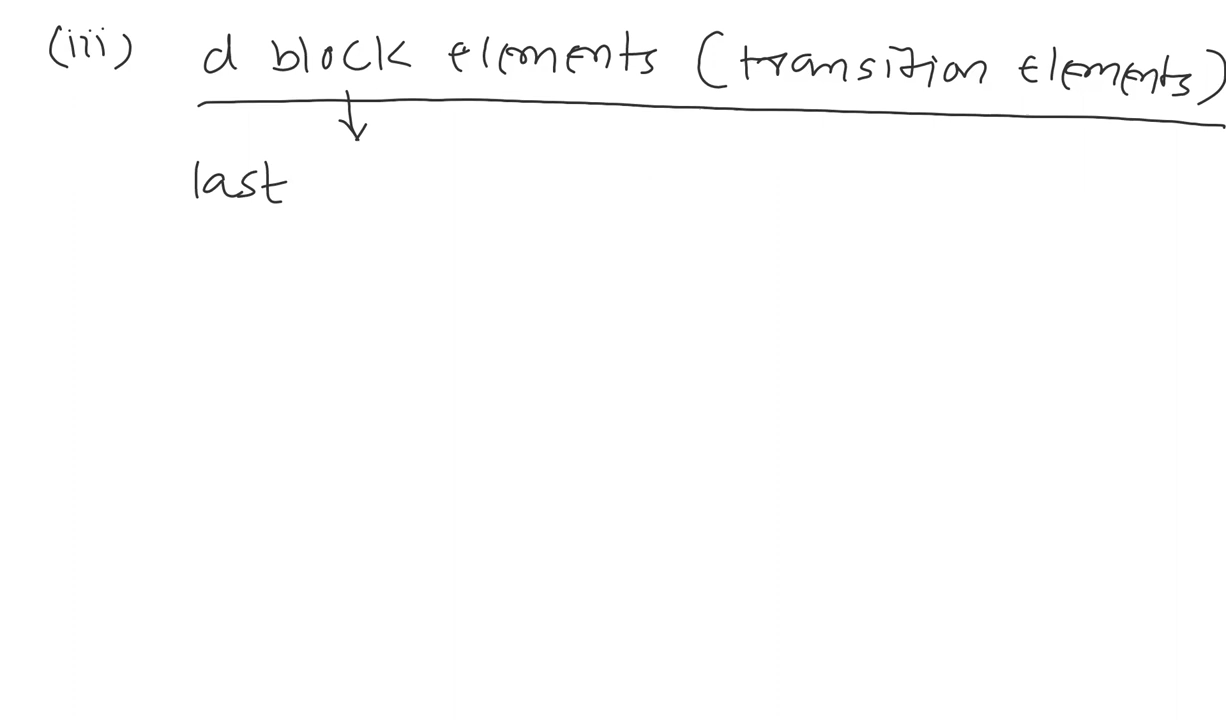 (iii) d block elements (transition elements)
last